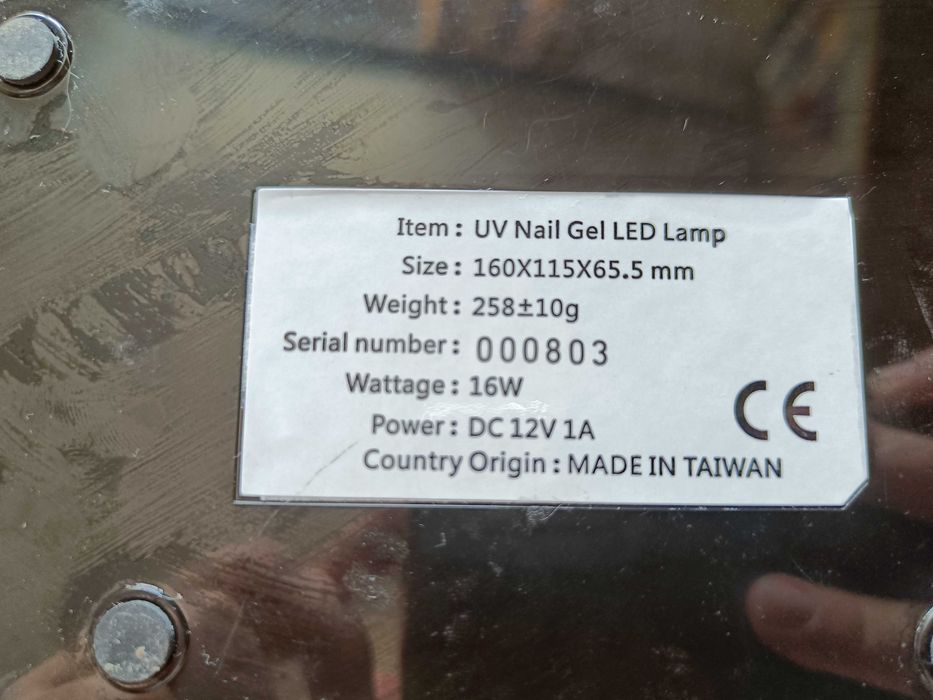 Item : UV Nail Gel LED Lamp
Size : 160X115X65.5 mm
Weight : 258±10g
Serial number : 000803
Wattage : 16W
Power : DC 12V 1A
Country Origin : MADE IN TAIWAN
CE